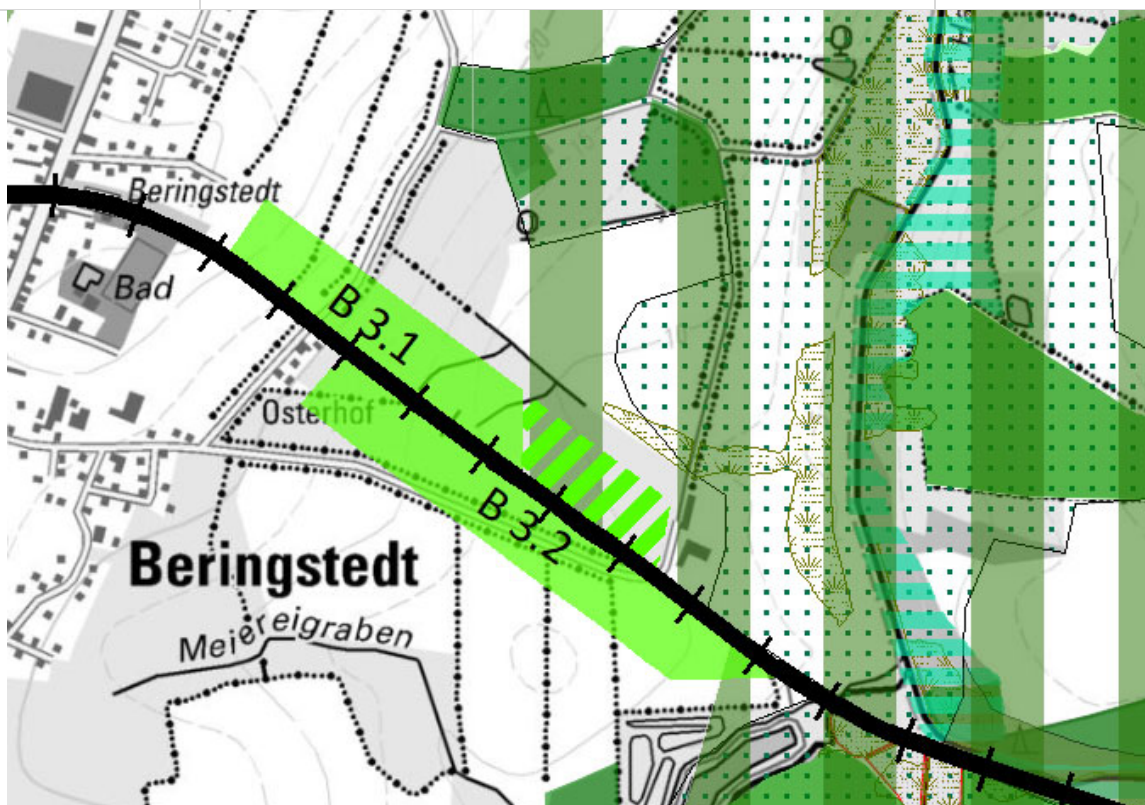 Beringstedt
Bad
B 3.1
Osterhof
B 3.2
Beringstedt
Meiereigraben